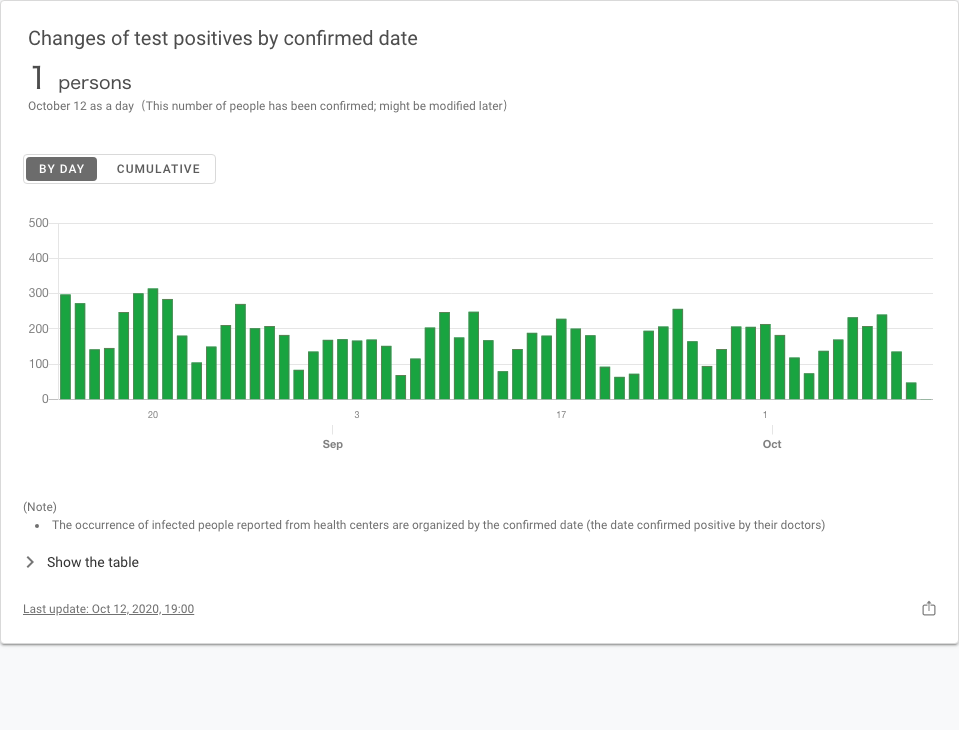 Changes of test positives by confirmed date
1 persons
October 12 as a day (This number of people has been confirmed; might be modified later)
BY DAY CUMULATIVE
500
400
300
200
100
0
20 3 17 1
Sep Oct
(Note)
• The occurrence of infected people reported from health centers are organized by the confirmed date (the date confirmed positive by their doctors)
Show the table
Last update: Oct 12, 2020, 19:00